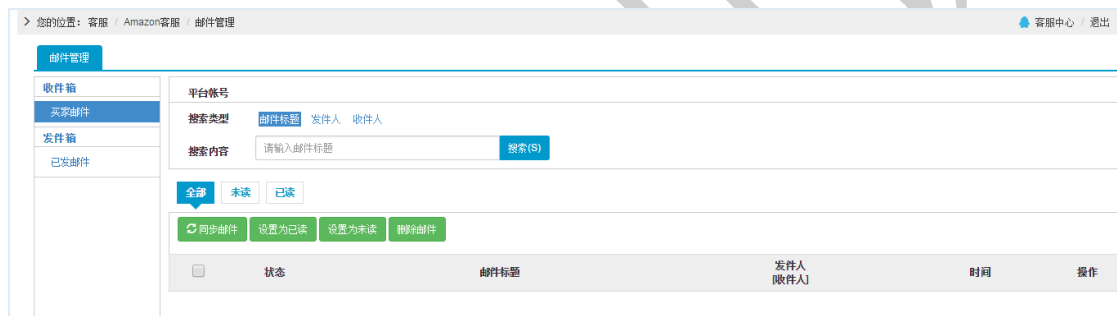 您的位置： 客服 / Amazon客服 / 邮件管理
客服中心 / 退出
邮件管理
收件箱
买家邮件
发件箱
已发邮件
平台帐号
搜索类型 邮件标题 发件人 收件人
搜索内容 请输入邮件标题 搜索(S)
全部 未读 已读
同步邮件 设置为已读 设置为未读 删除邮件
状态 邮件标题 发件人 时间 操作
[收件人]